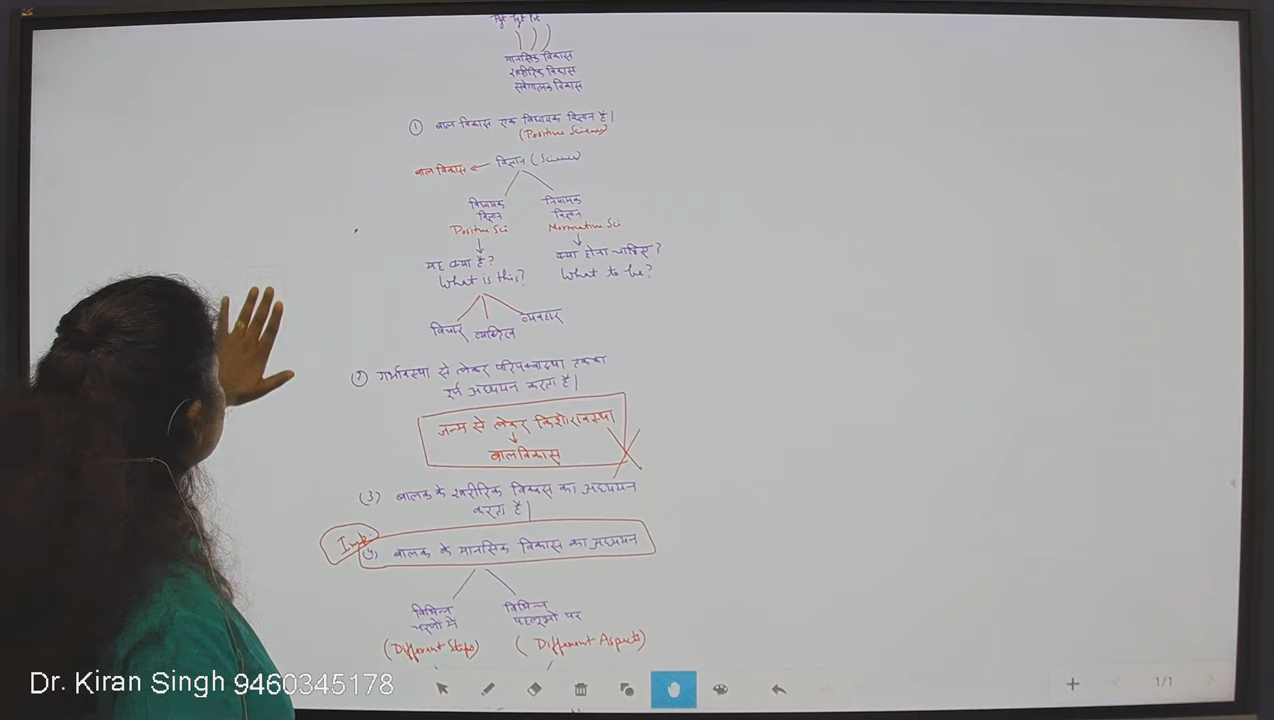 मानसिक विकास
शारीरिक विकास
संवेगात्मक विकास
① बाल विकास एक विधायक विज्ञान है|
(Positive Science)
बाल विकास ← विज्ञान (Science)
विधायक नियामक
विज्ञान विज्ञान
Positive Sci Normative Sci
यह क्या है? क्या होना चाहिए?
What is this? What to be?
विचार व्यक्तित्व व्यवहार
② गर्भावस्था से लेकर परिपक्वावस्था तक का
पूर्ण अध्ययन करता है|
जन्म से लेकर किशोरावस्था
बालविकास
(3) बालक के शारीरिक विकास का अध्ययन
करता है|
Imp.
(4) बालक के मानसिक विकास का अध्ययन
विभिन्न विभिन्न
चरणों में पहलूओं पर
(Different Steps) (Different Aspects)
Dr. Kiran Singh 9460345178
1/1